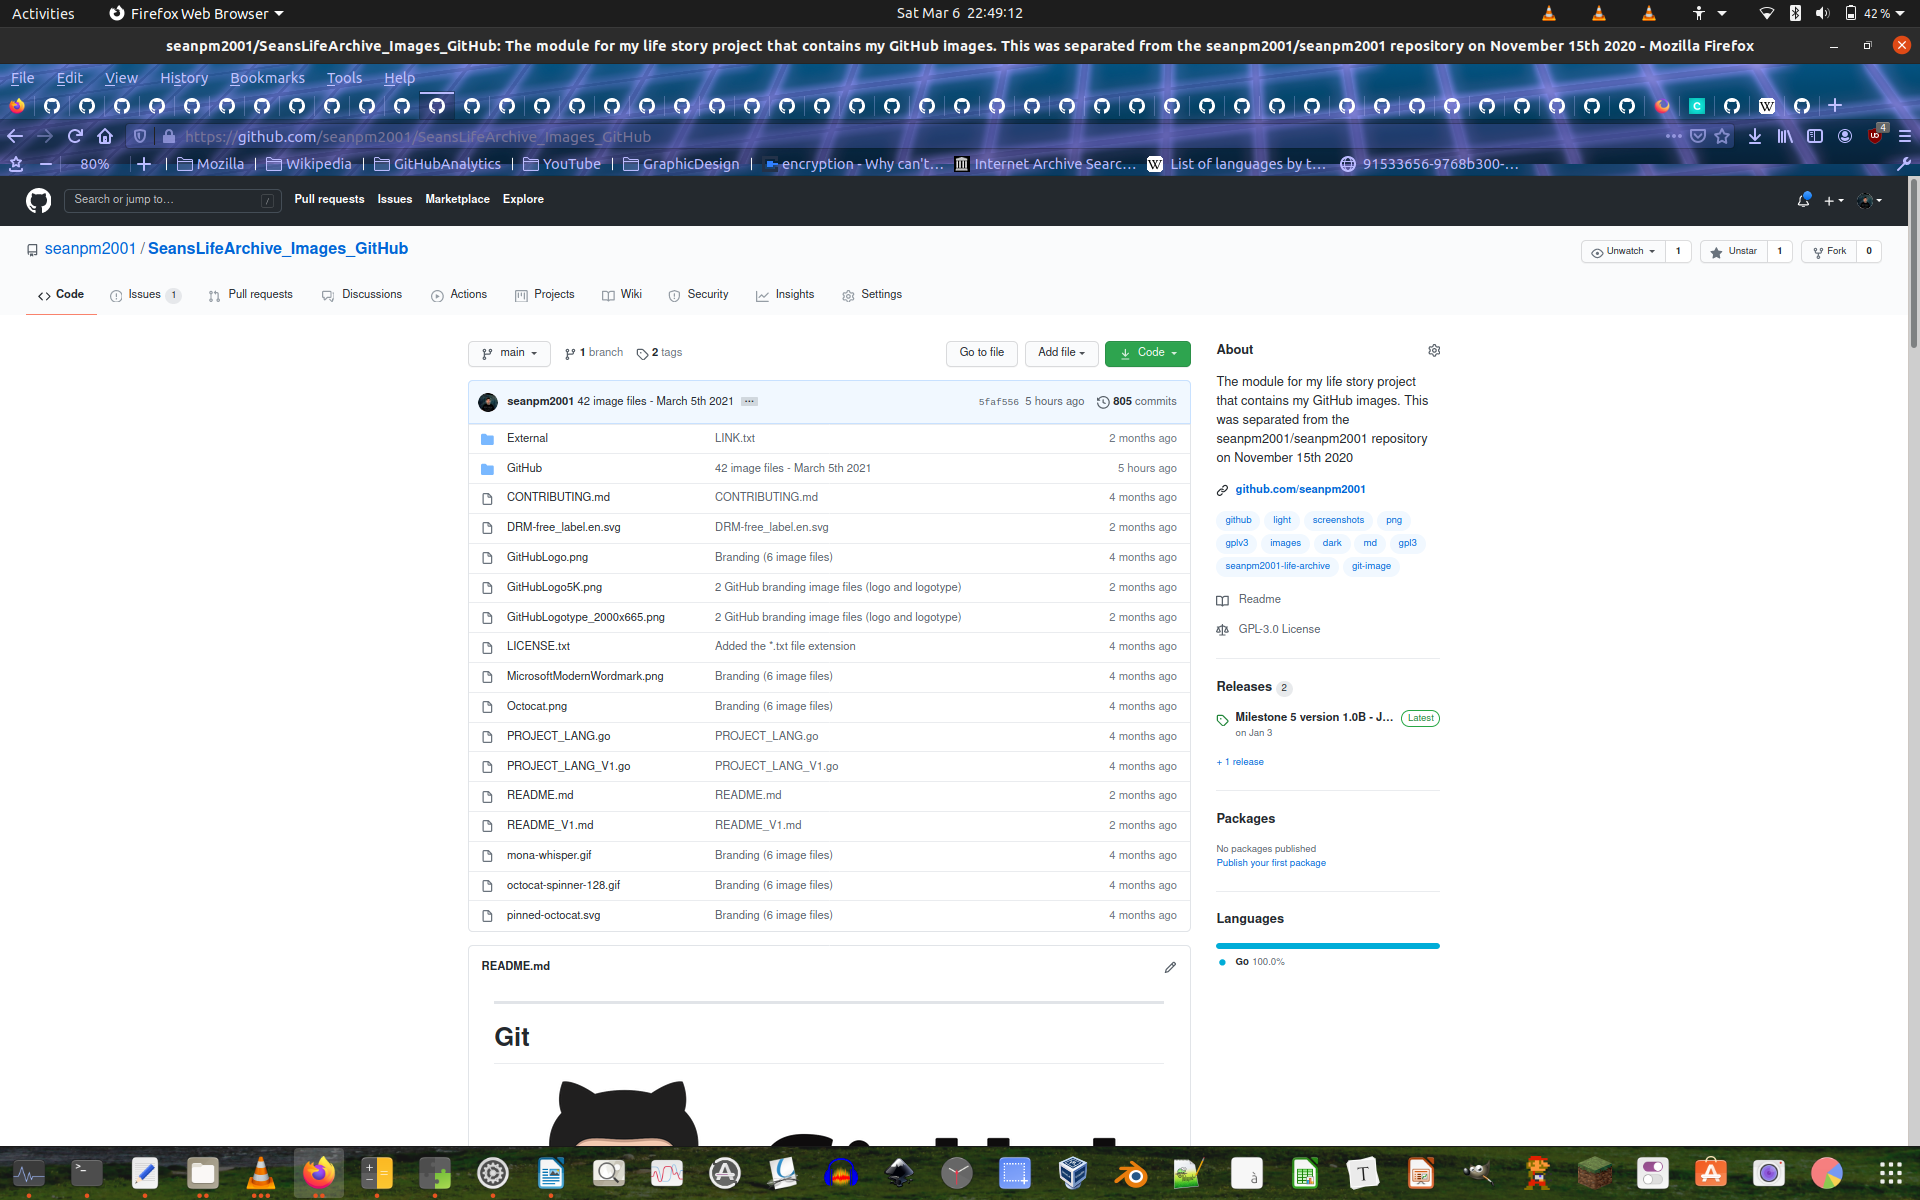 Activities Firefox Web Browser Sat Mar 6 22:49:12 42 %
seanpm2001/SeansLifeArchive_Images_GitHub: The module for my life story project that contains my GitHub images. This was separated from the seanpm2001/seanpm2001 repository on November 15th 2020 - Mozilla Firefox
File Edit View History Bookmarks Tools Help
https://github.com/seanpm2001/SeansLifeArchive_Images_GitHub 4
80% Mozilla Wikipedia GitHubAnalytics YouTube GraphicDesign encryption - Why can't… Internet Archive Searc… List of languages by t… 91533656-9768b300-…
Search or jump to… / Pull requests Issues Marketplace Explore
seanpm2001 / SeansLifeArchive_Images_GitHub Unwatch 1 Unstar 1 Fork 0
Code Issues 1 Pull requests Discussions Actions Projects Wiki Security Insights Settings
main 1 branch 2 tags Go to file Add file Code
seanpm2001 42 image files - March 5th 2021 … 5faf556 5 hours ago 805 commits
External LINK.txt 2 months ago
GitHub 42 image files - March 5th 2021 5 hours ago
CONTRIBUTING.md CONTRIBUTING.md 4 months ago
DRM-free_label.en.svg DRM-free_label.en.svg 2 months ago
GitHubLogo.png Branding (6 image files) 4 months ago
GitHubLogo5K.png 2 GitHub branding image files (logo and logotype) 2 months ago
GitHubLogotype_2000x665.png 2 GitHub branding image files (logo and logotype) 2 months ago
LICENSE.txt Added the *.txt file extension 4 months ago
MicrosoftModernWordmark.png Branding (6 image files) 4 months ago
Octocat.png Branding (6 image files) 4 months ago
PROJECT_LANG.go PROJECT_LANG.go 4 months ago
PROJECT_LANG_V1.go PROJECT_LANG_V1.go 4 months ago
README.md README.md 2 months ago
README_V1.md README_V1.md 2 months ago
mona-whisper.gif Branding (6 image files) 4 months ago
octocat-spinner-128.gif Branding (6 image files) 4 months ago
pinned-octocat.svg Branding (6 image files) 4 months ago
README.md
Git
About
The module for my life story project
that contains my GitHub images. This
was separated from the
seanpm2001/seanpm2001 repository
on November 15th 2020
github.com/seanpm2001
github light screenshots png
gplv3 images dark md gpl3
seanpm2001-life-archive git-image
Readme
GPL-3.0 License
Releases 2
Milestone 5 version 1.0B - J… Latest
on Jan 3
+ 1 release
Packages
No packages published
Publish your first package
Languages
Go 100.0%